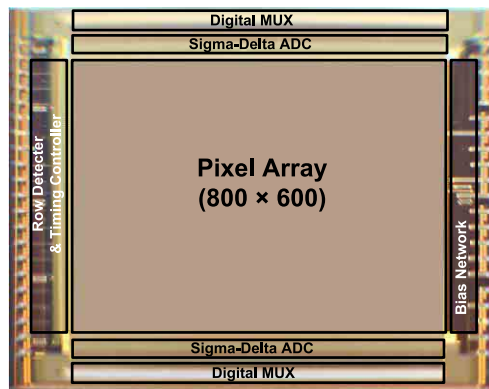 Digital MUX
Sigma-Delta ADC
Row Detecter
& Timing Controller
Pixel Array
(800 × 600)
Bias Network
Sigma-Delta ADC
Digital MUX